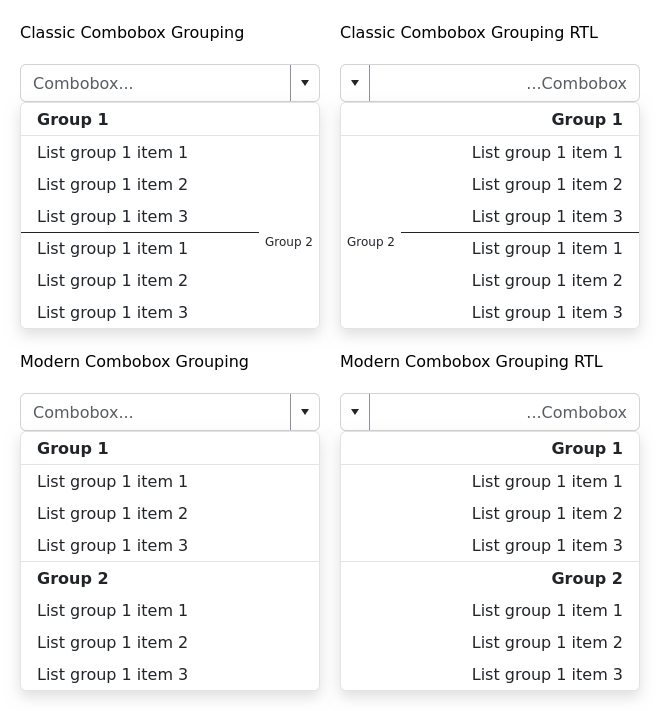 Classic Combobox Grouping
Combobox...
Group 1
List group 1 item 1
List group 1 item 2
List group 1 item 3
Group 2
List group 1 item 1
List group 1 item 2
List group 1 item 3
Classic Combobox Grouping RTL
...Combobox
Group 1
List group 1 item 1
List group 1 item 2
List group 1 item 3
Group 2
List group 1 item 1
List group 1 item 2
List group 1 item 3
Modern Combobox Grouping
Combobox...
Group 1
List group 1 item 1
List group 1 item 2
List group 1 item 3
Group 2
List group 1 item 1
List group 1 item 2
List group 1 item 3
Modern Combobox Grouping RTL
...Combobox
Group 1
List group 1 item 1
List group 1 item 2
List group 1 item 3
Group 2
List group 1 item 1
List group 1 item 2
List group 1 item 3